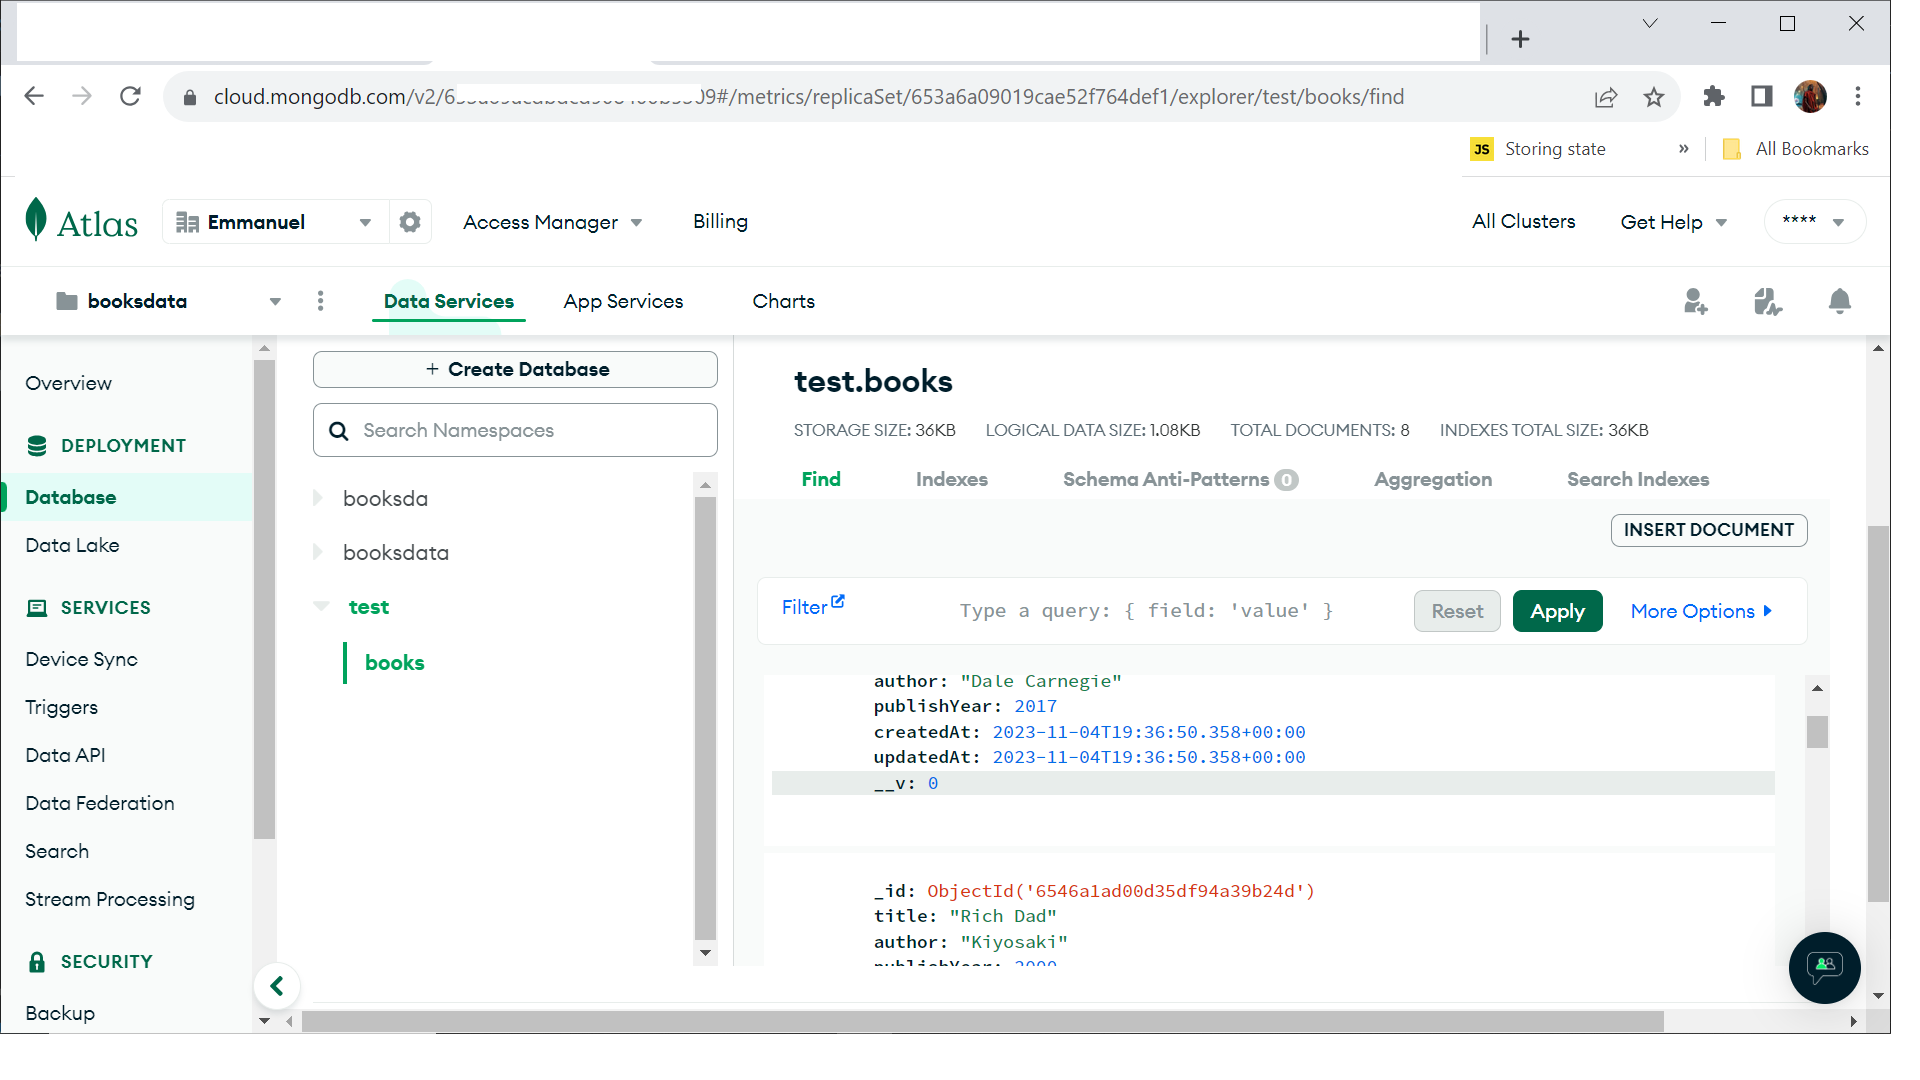 cloud.mongodb.com/v2/6 09#/metrics/replicaSet/653a6a09019cae52f764def1/explorer/test/books/find
JS Storing state » All Bookmarks
Atlas Emmanuel Access Manager Billing All Clusters Get Help ****
booksdata Data Services App Services Charts
Overview
DEPLOYMENT
Database
Data Lake
SERVICES
Device Sync
Triggers
Data API
Data Federation
Search
Stream Processing
SECURITY
Backup
+ Create Database
Search Namespaces
booksda
booksdata
test
books
test.books
STORAGE SIZE: 36KB LOGICAL DATA SIZE: 1.08KB TOTAL DOCUMENTS: 8 INDEXES TOTAL SIZE: 36KB
Find Indexes Schema Anti-Patterns 0 Aggregation Search Indexes
INSERT DOCUMENT
Filter Type a query: { field: 'value' } Reset Apply More Options
author: "Dale Carnegie"
publishYear: 2017
createdAt: 2023-11-04T19:36:50.358+00:00
updatedAt: 2023-11-04T19:36:50.358+00:00
__v: 0
_id: ObjectId('6546a1ad00d35df94a39b24d')
title: "Rich Dad"
author: "Kiyosaki"
publishYear: 2000